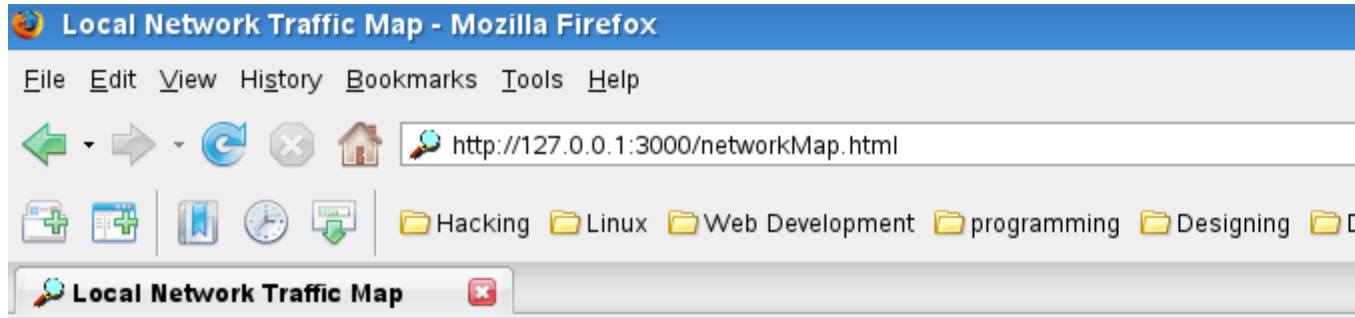 Local Network Traffic Map - Mozilla Firefox
File Edit View History Bookmarks Tools Help
http://127.0.0.1:3000/networkMap.html
Hacking Linux Web Development programming Designing
Local Network Traffic Map